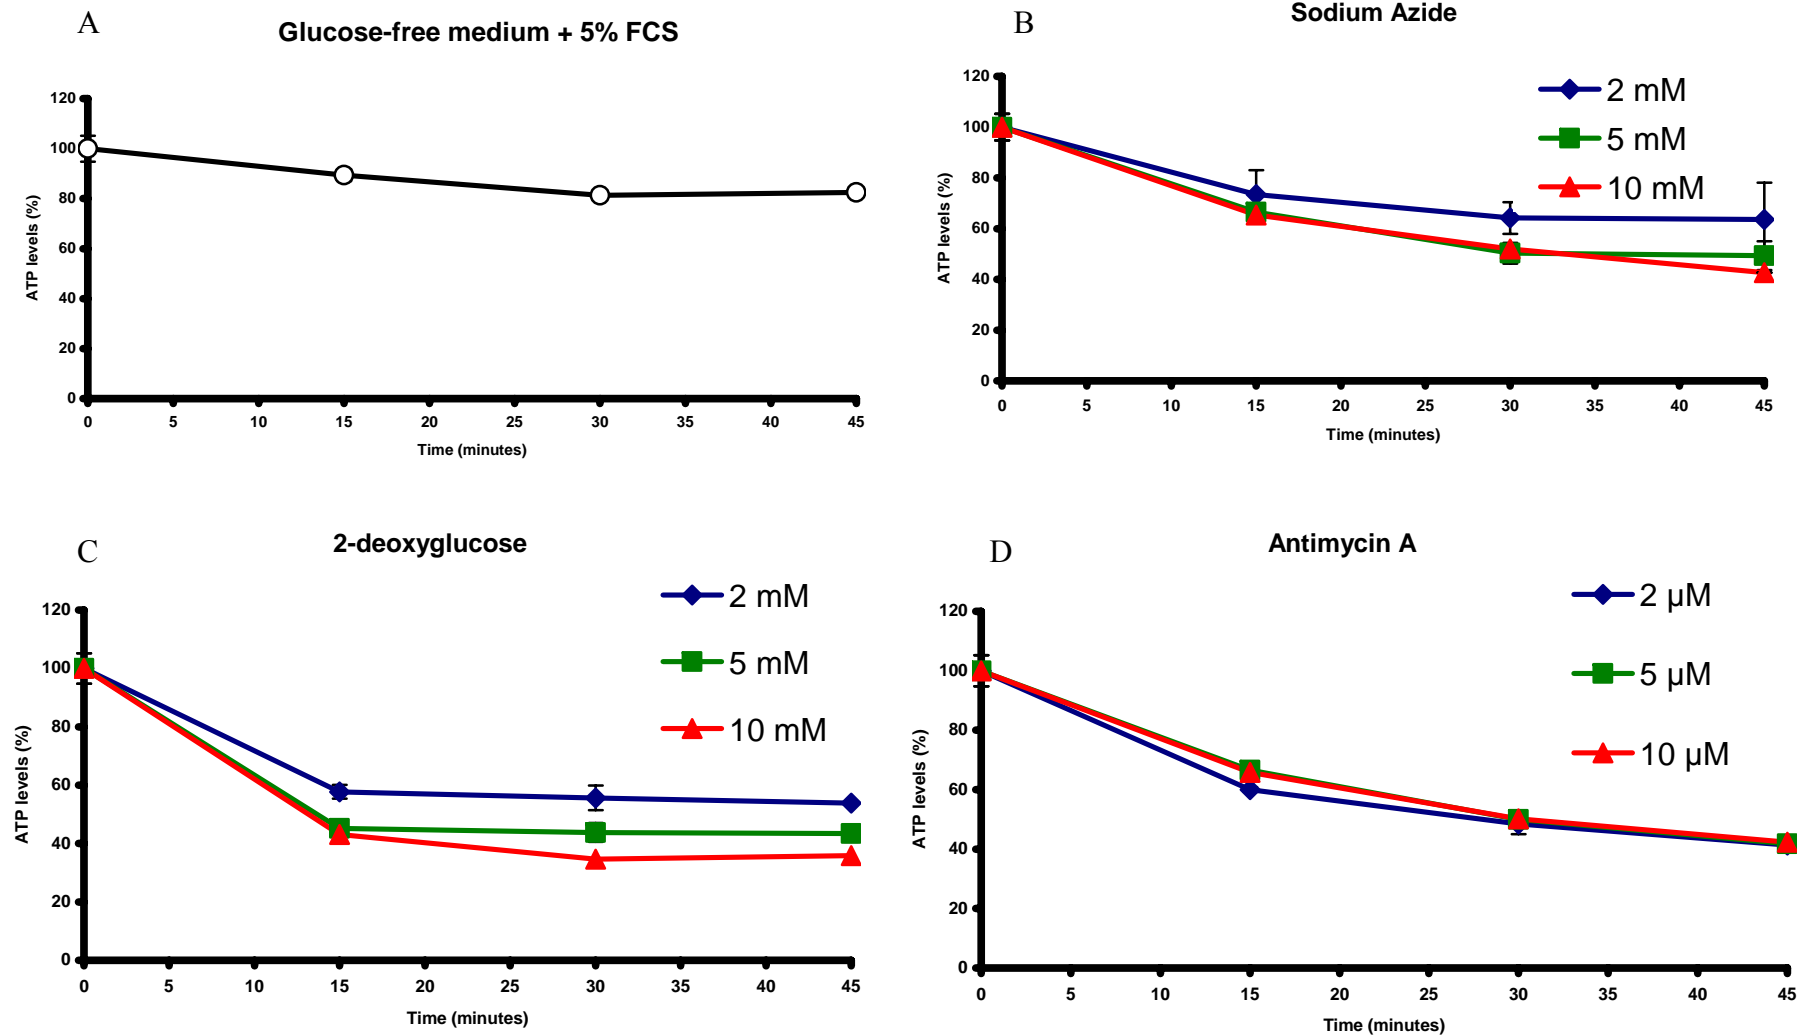 A
Glucose-free medium + 5% FCS
120
100
80
60
40
20
0
ATP levels (%)
0 5 10 15 20 25 30 35 40 45
Time (minutes)
B
Sodium Azide
2 mM
5 mM
10 mM
120
100
80
60
40
20
0
ATP levels (%)
0 5 10 15 20 25 30 35 40 45
Time (minutes)
C
2-deoxyglucose
2 mM
5 mM
10 mM
120
100
80
60
40
20
0
ATP levels (%)
0 5 10 15 20 25 30 35 40 45
Time (minutes)
D
Antimycin A
2 µM
5 µM
10 µM
120
100
80
60
40
20
0
ATP levels (%)
0 5 10 15 20 25 30 35 40 45
Time (minutes)